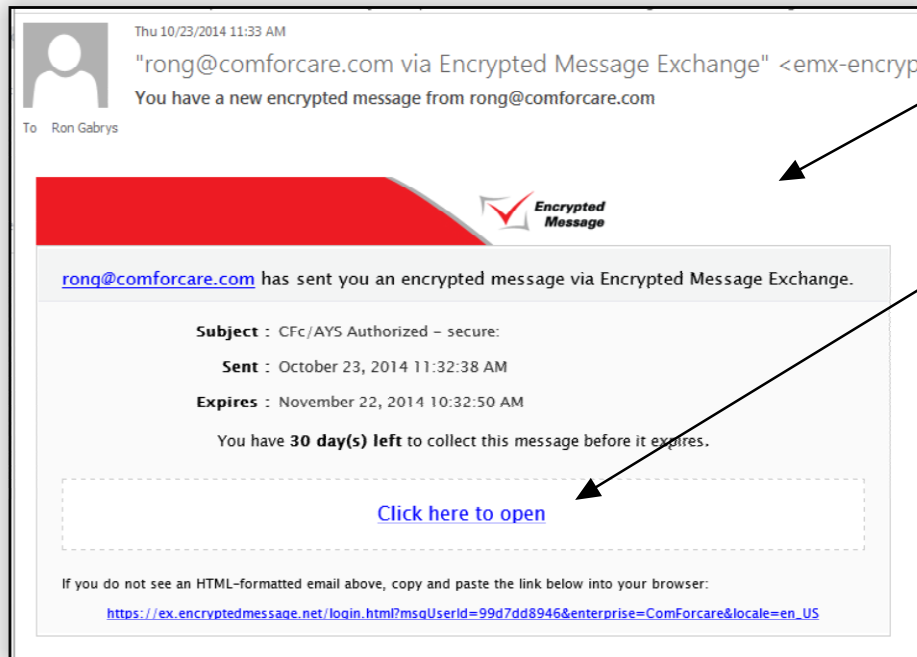 Thu 10/23/2014 11:33 AM
"rong@comforcare.com via Encrypted Message Exchange" <emx-encryp
You have a new encrypted message from rong@comforcare.com
To Ron Gabrys
Encrypted
Message
rong@comforcare.com has sent you an encrypted message via Encrypted Message Exchange.
Subject : CFc/AYS Authorized - secure:
Sent : October 23, 2014 11:32:38 AM
Expires : November 22, 2014 10:32:50 AM
You have 30 day(s) left to collect this message before it expires.
Click here to open
If you do not see an HTML-formatted email above, copy and paste the link below into your browser:
https://ex.encryptedmessage.net/login.html?msgUserId=99d7dd8946&enterprise=ComForcare&locale=en_US